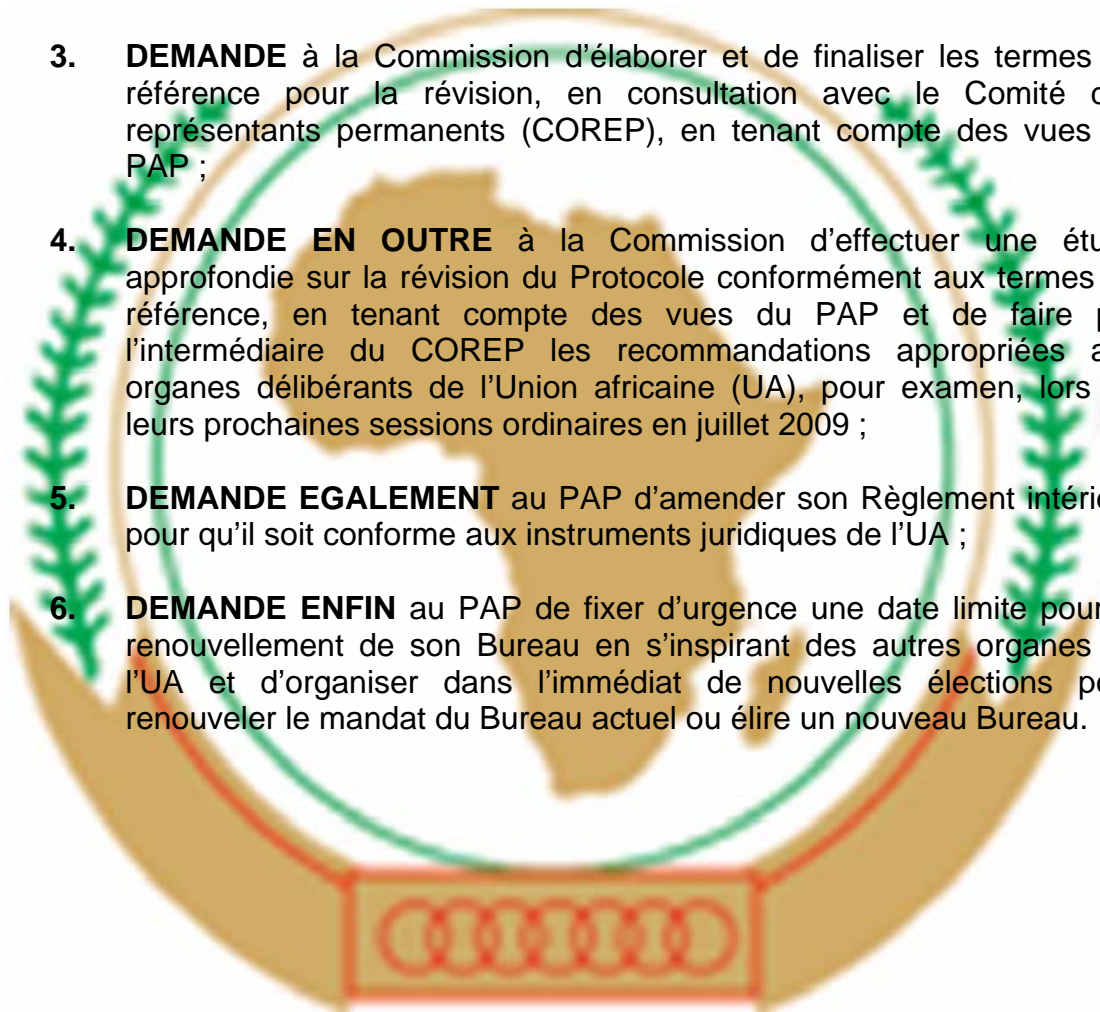 3. DEMANDE à la Commission d’élaborer et de finaliser les termes
référence pour la révision, en consultation avec le Comité
représentants permanents (COREP), en tenant compte des vues
PAP ;
4. DEMANDE EN OUTRE à la Commission d’effectuer une
approfondie sur la révision du Protocole conformément aux termes
référence, en tenant compte des vues du PAP et de faire
l’intermédiaire du COREP les recommandations appropriées
organes délibérants de l’Union africaine (UA), pour examen, lors
leurs prochaines sessions ordinaires en juillet 2009 ;
5. DEMANDE EGALEMENT au PAP d’amender son Règlement
pour qu’il soit conforme aux instruments juridiques de l’UA ;
6. DEMANDE ENFIN au PAP de fixer d’urgence une date limite pour
renouvellement de son Bureau en s’inspirant des autres organes
l’UA et d’organiser dans l’immédiat de nouvelles élections
renouveler le mandat du Bureau actuel ou élire un nouveau Bureau.